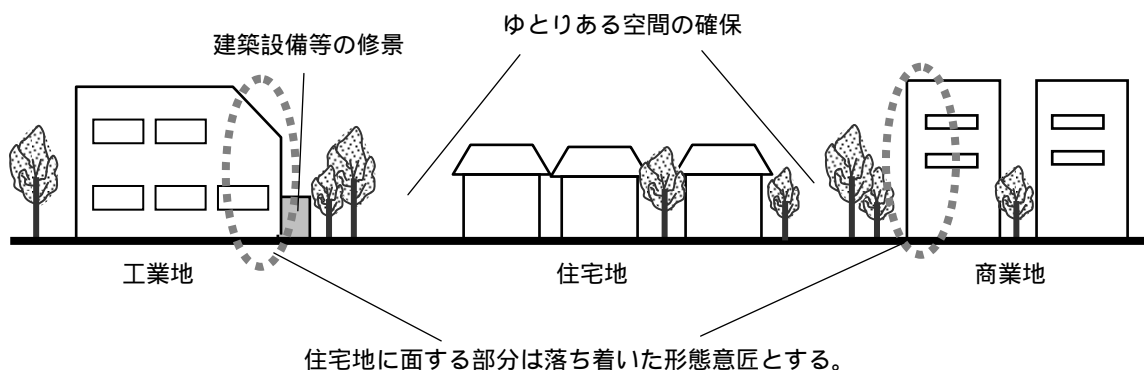 ゆとりある空間の確保
建築設備等の修景
工業地
住宅地
商業地
住宅地に面する部分は落ち着いた形態意匠とする。